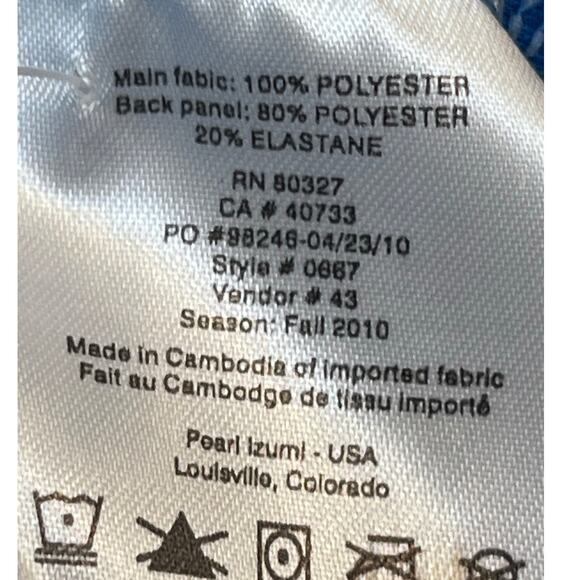 Main fabic: 100% POLYESTER
Back panel: 80% POLYESTER
20% ELASTANE
RN 80327
CA # 40733
PO #98246-04/23/10
Style # 0667
Vendor # 43
Season: Fall 2010
Made in Cambodia of imported fabric
Fait au Cambodge de tissu importé
Pearl Izumi - USA
Louisville, Colorado